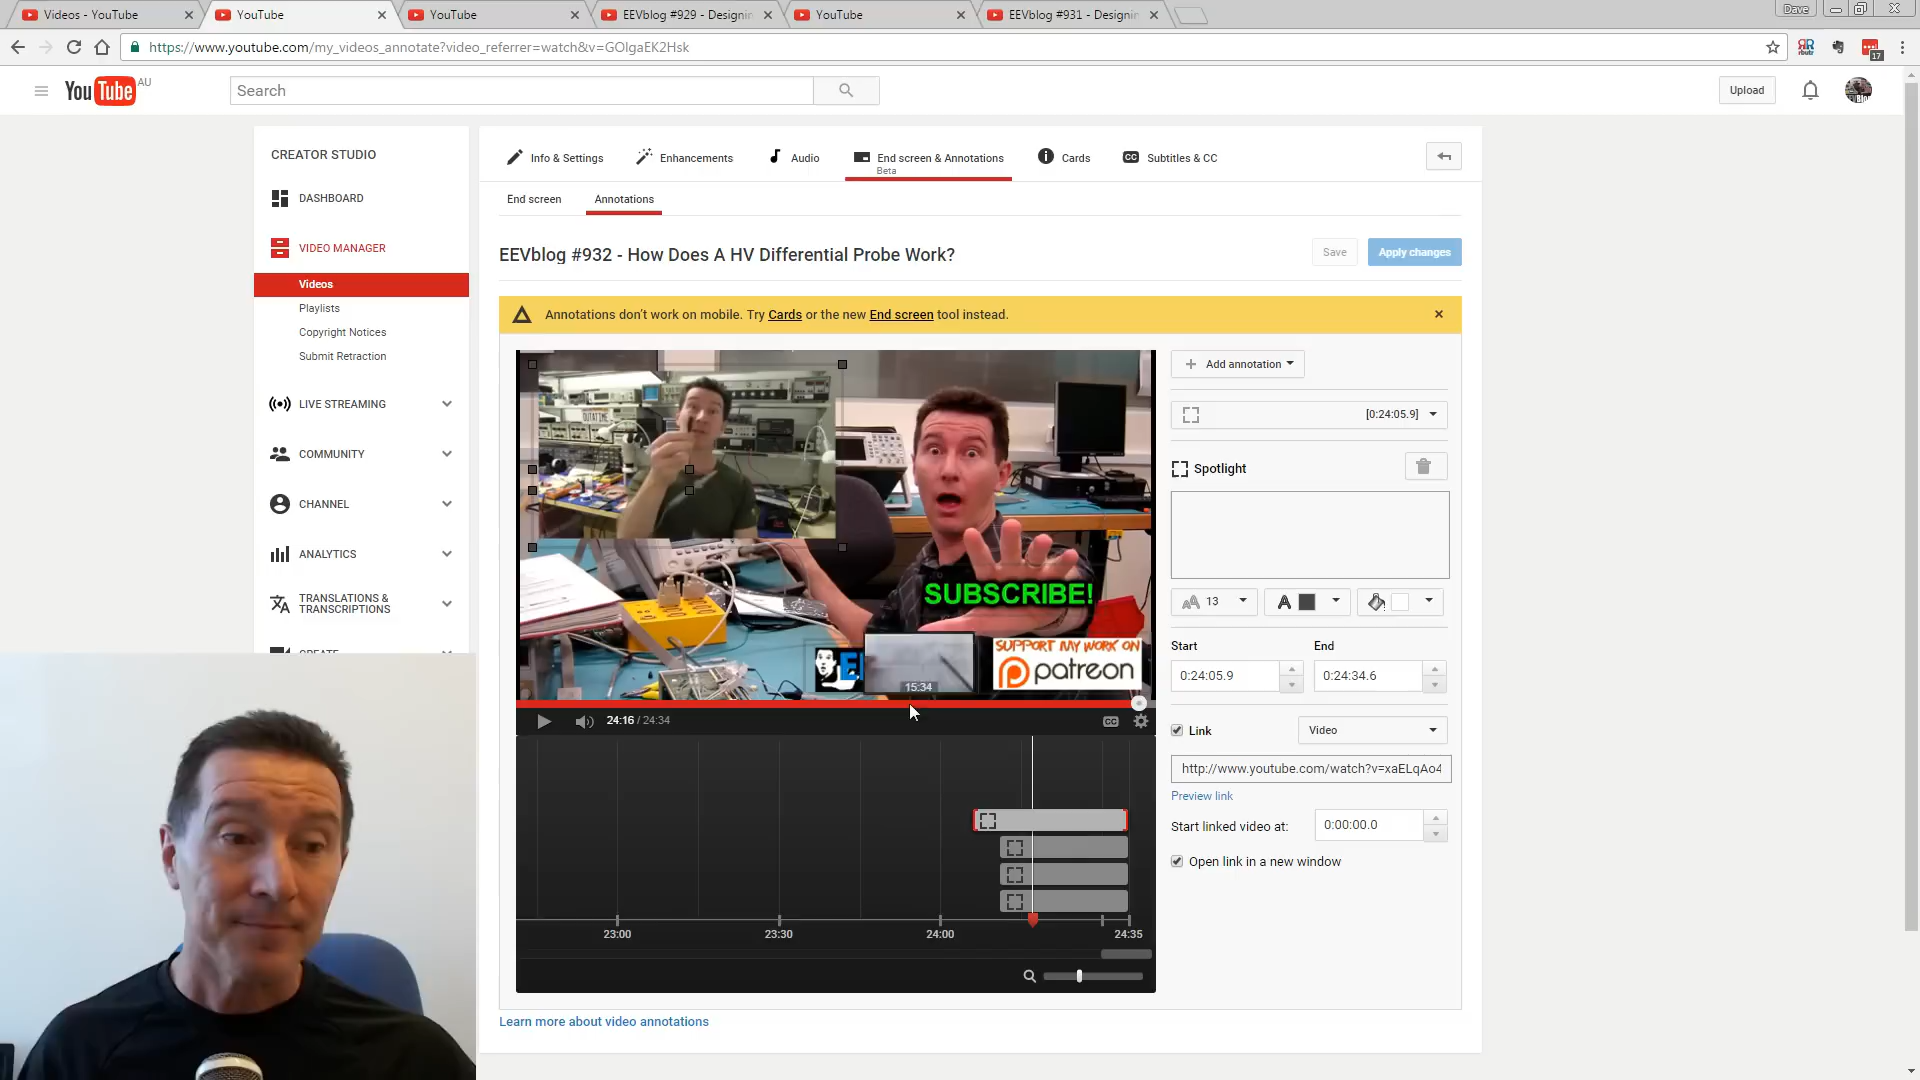 Videos - YouTube
YouTube
YouTube
EEVblog #929 - Designin
YouTube
EEVblog #931 - Designin
Dave
https://www.youtube.com/my_videos_annotate?video_referrer=watch&v=GOlgaEK2Hsk
RR
rbutr
17
YouTube
AU
Search
Upload
CREATOR STUDIO
DASHBOARD
VIDEO MANAGER
Videos
Playlists
Copyright Notices
Submit Retraction
LIVE STREAMING
COMMUNITY
CHANNEL
ANALYTICS
TRANSLATIONS &
TRANSCRIPTIONS
CREATE
Info & Settings
Enhancements
Audio
End screen & Annotations
Beta
Cards
CC
Subtitles & CC
End screen
Annotations
EEVblog #932 - How Does A HV Differential Probe Work?
Save
Apply changes
Annotations don't work on mobile. Try Cards or the new End screen tool instead.
OUTATIME
SUBSCRIBE!
SUPPORT MY WORK ON
patreon
15:34
24:16 / 24:34
CC
23:00
23:30
24:00
24:35
Learn more about video annotations
Add annotation
[0:24:05.9]
Spotlight
13
A
Start
End
0:24:05.9
0:24:34.6
Link
Video
http://www.youtube.com/watch?v=xaELqAo4
Preview link
Start linked video at:
0:00:00.0
Open link in a new window